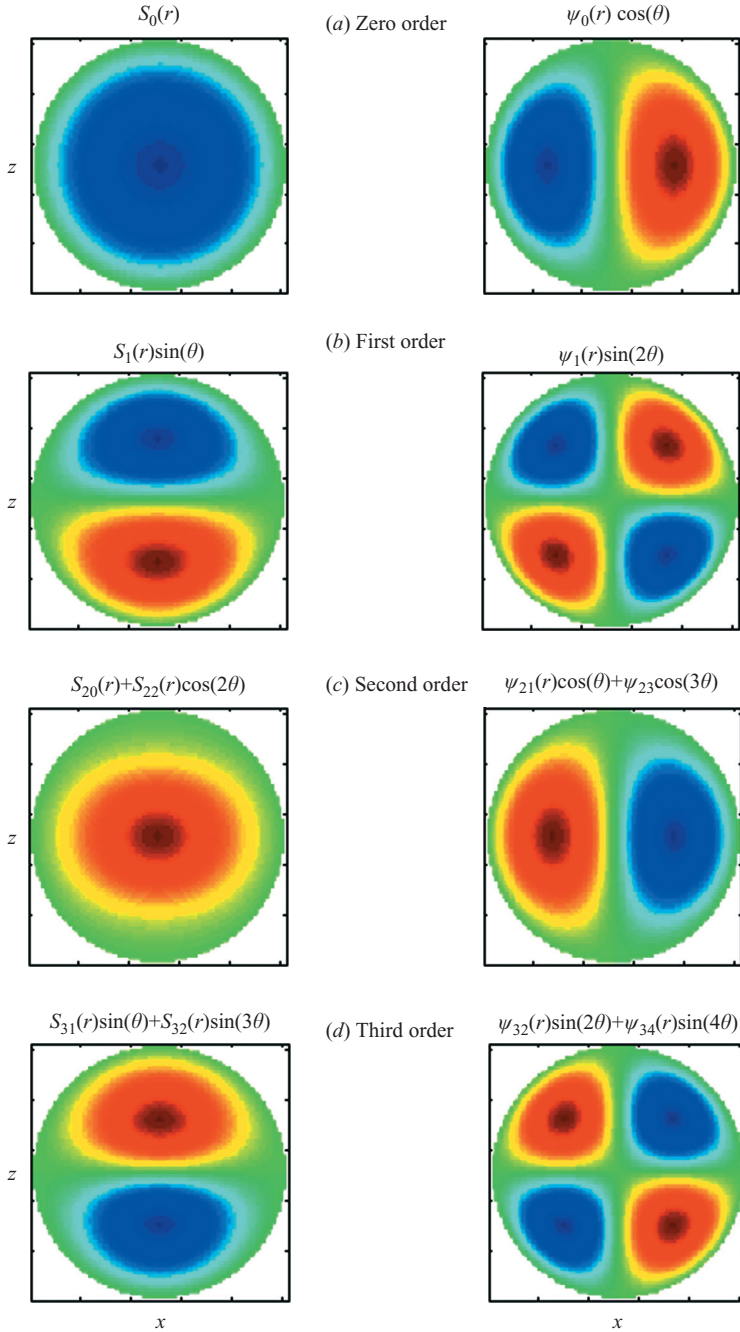 S₀(r) (a) Zero order ψ₀(r) cos(θ)
z
(b) First order
S₁(r)sin(θ) ψ₁(r)sin(2θ)
z
S₂₀(r)+S₂₂(r)cos(2θ) (c) Second order ψ₂₁(r)cos(θ)+ψ₂₃cos(3θ)
z
S₃₁(r)sin(θ)+S₃₂(r)sin(3θ) (d) Third order ψ₃₂(r)sin(2θ)+ψ₃₄(r)sin(4θ)
z
x x